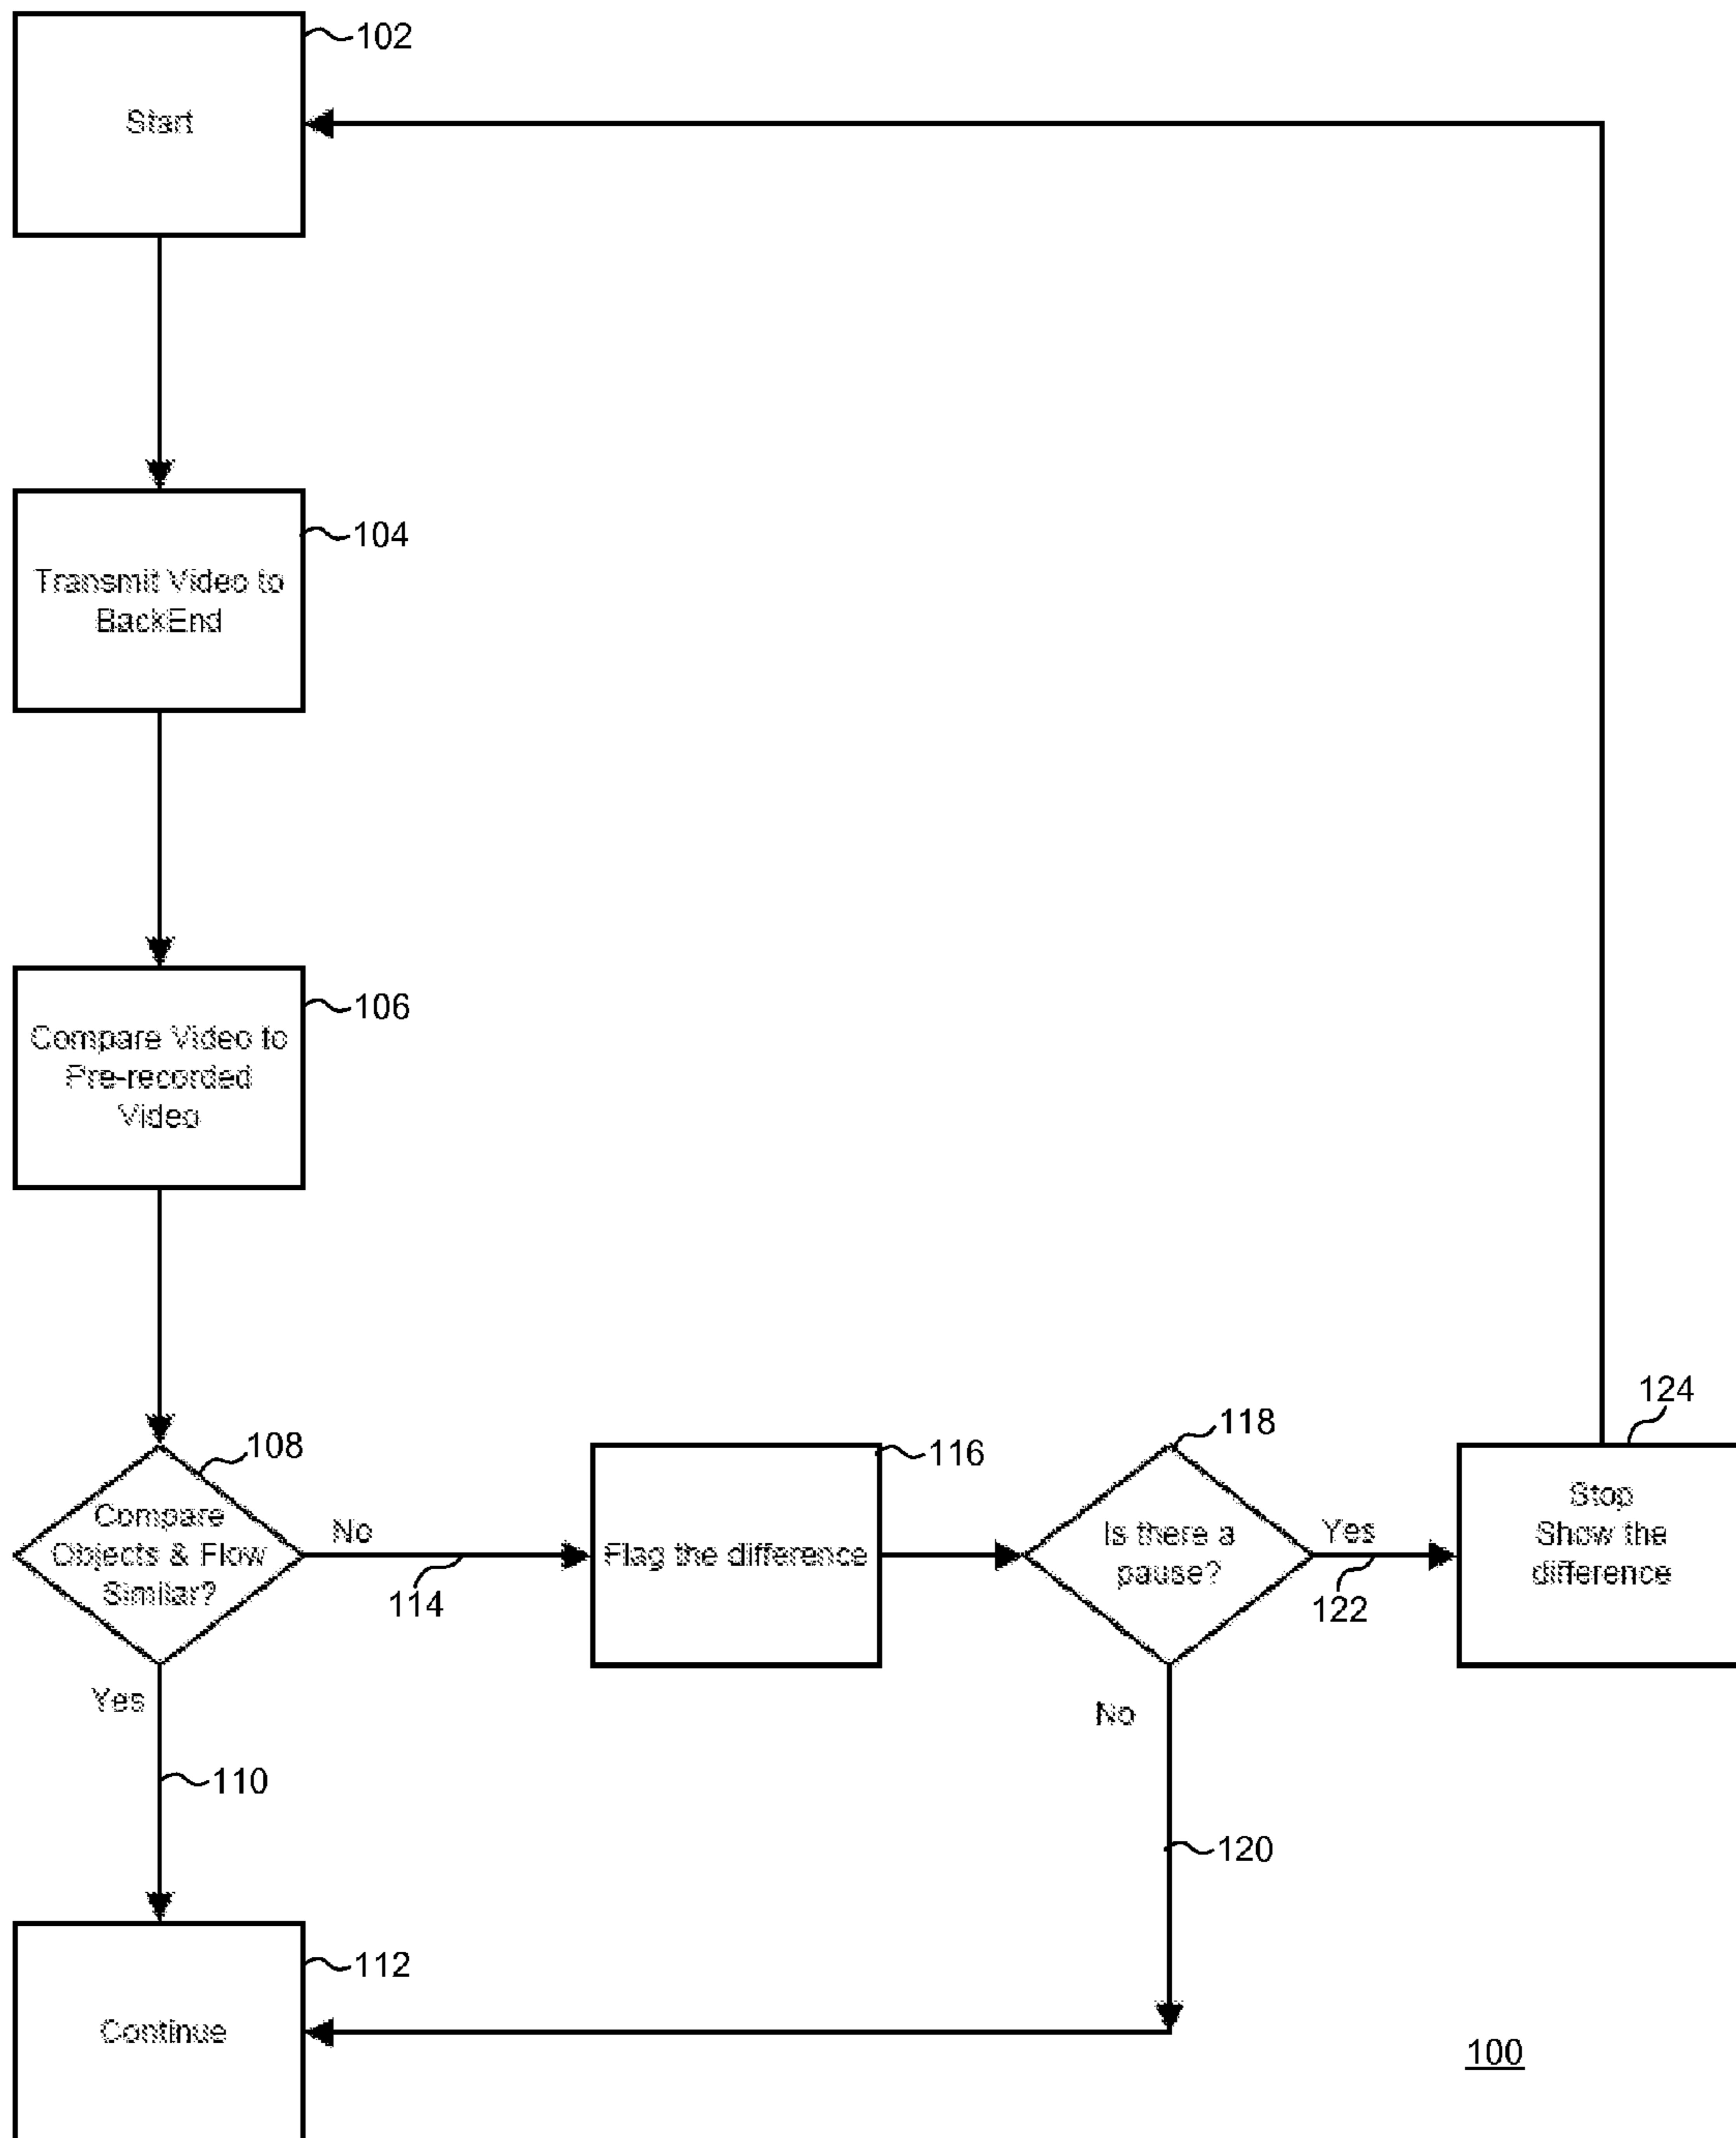 102
Start
104
Transmit Video to
BackEnd
106
Compare Video to
Pre-recorded
Video
108
Compare
Objects & Flow
Similar?
No
114
116
Flag the difference
118
Is there a
pause?
Yes
122
124
Stop
Show the
difference
Yes
110
No
120
112
Continue
100